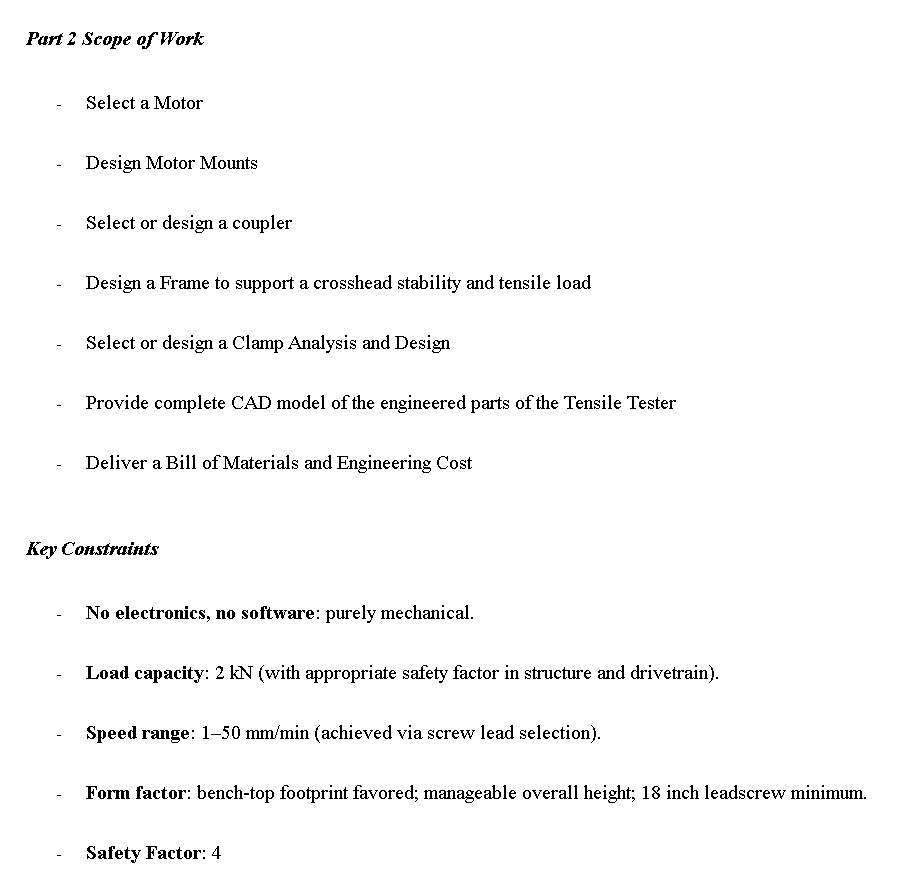 Part 2 Scope of Work
- Select a Motor
- Design Motor Mounts
- Select or design a coupler
- Design a Frame to support a crosshead stability and tensile load
- Select or design a Clamp Analysis and Design
- Provide complete CAD model of the engineered parts of the Tensile Tester
- Deliver a Bill of Materials and Engineering Cost
Key Constraints
- No electronics, no software: purely mechanical.
- Load capacity: 2 kN (with appropriate safety factor in structure and drivetrain).
- Speed range: 1–50 mm/min (achieved via screw lead selection).
- Form factor: bench-top footprint favored; manageable overall height; 18 inch leadscrew minimum.
- Safety Factor: 4